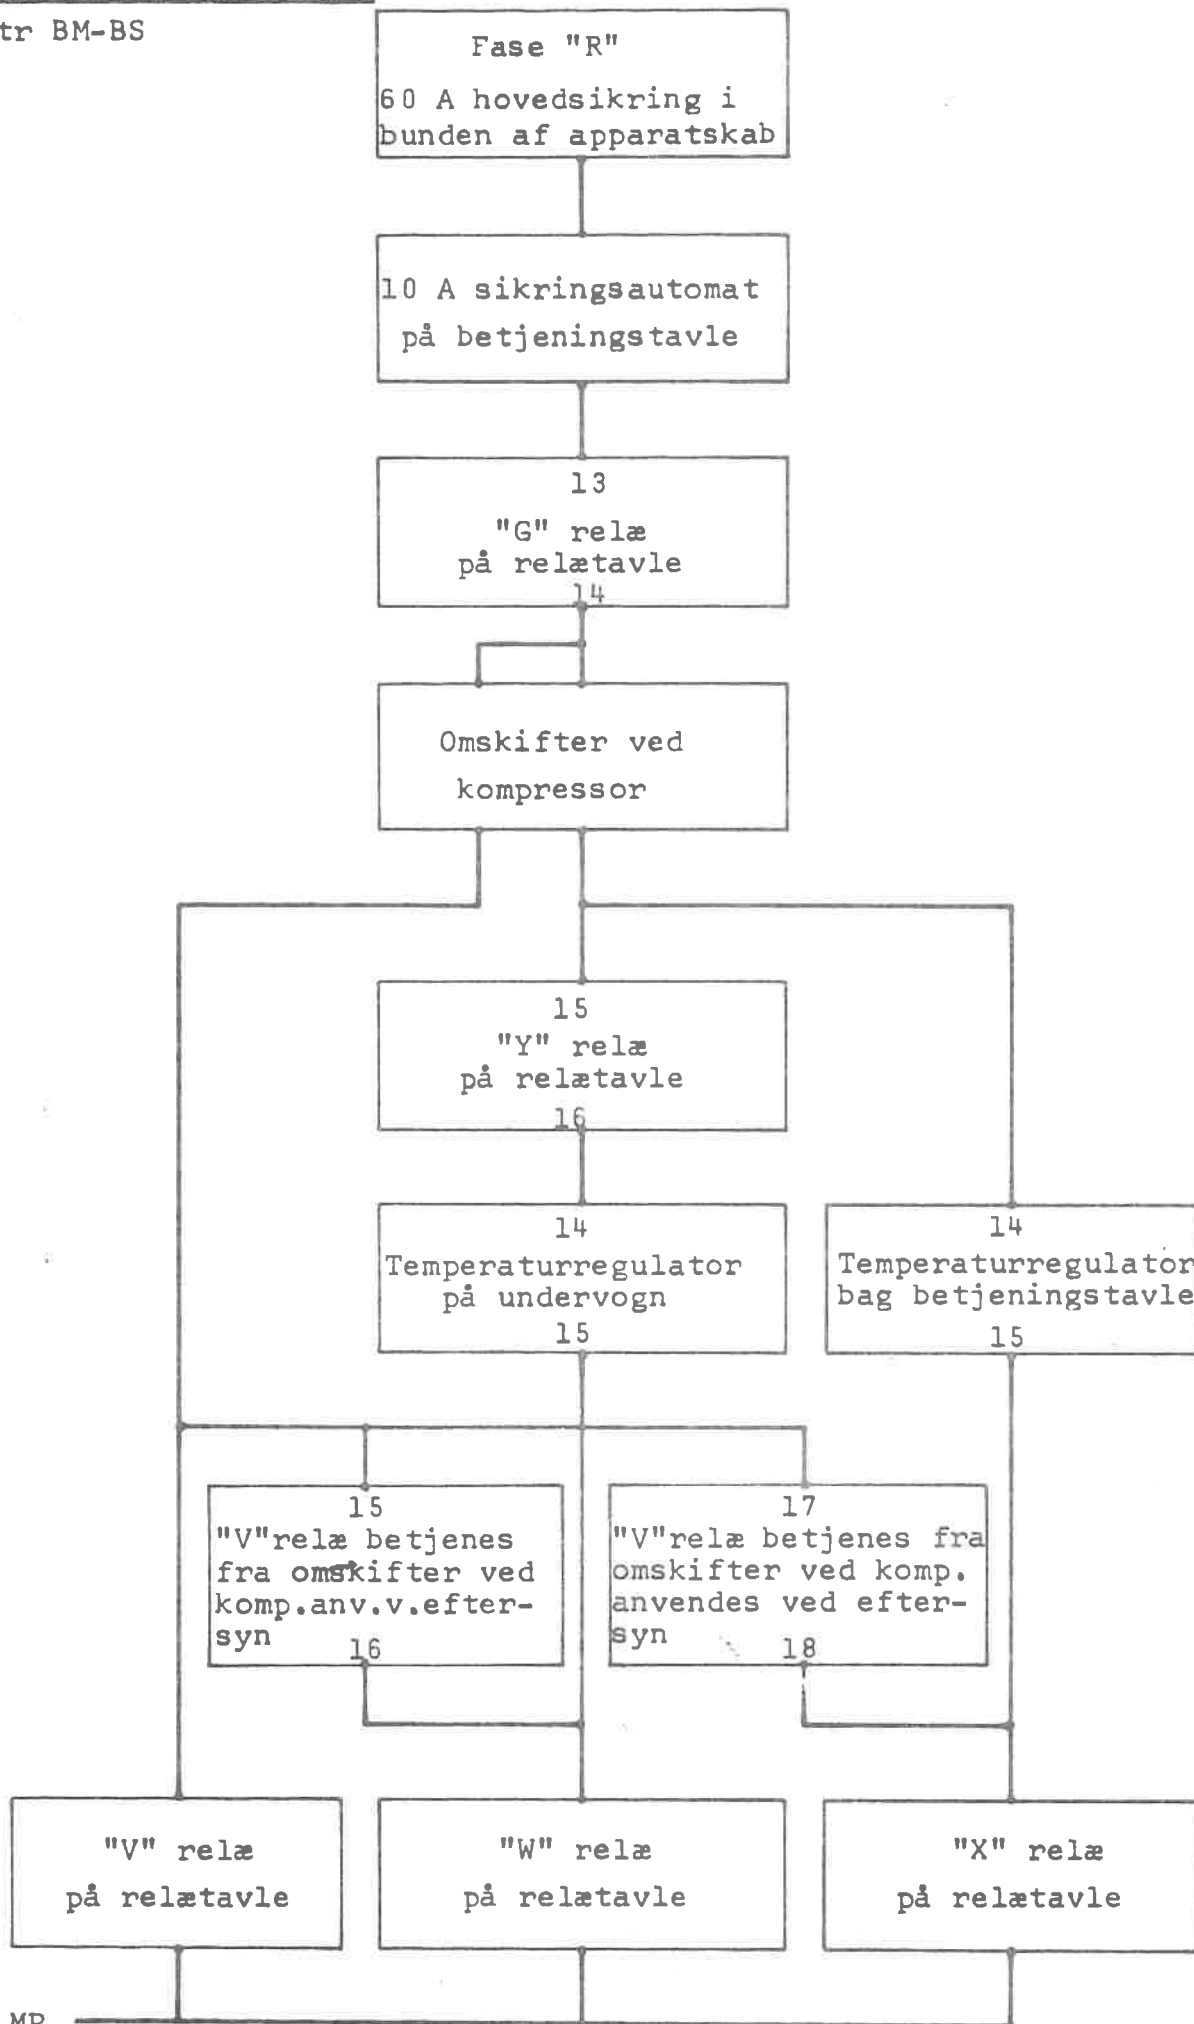 tr BM-BS
Fase "R"
60 A hovedsikring i
bunden af apparatskab
10 A sikringsautomat
på betjeningstavle
13
"G" relæ
på relætavle
14
Omskifter ved
kompressor
15
"Y" relæ
på relætavle
16
14
Temperaturregulator
på undervogn
15
14
Temperaturregulator
bag betjeningstavle
15
15
"V"relæ betjenes
fra omskifter ved
komp.anv.v.efter-
syn
16
17
"V"relæ betjenes fra
omskifter ved komp.
anvendes ved efter-
syn
18
"V" relæ
på relætavle
"W" relæ
på relætavle
"X" relæ
på relætavle
MP